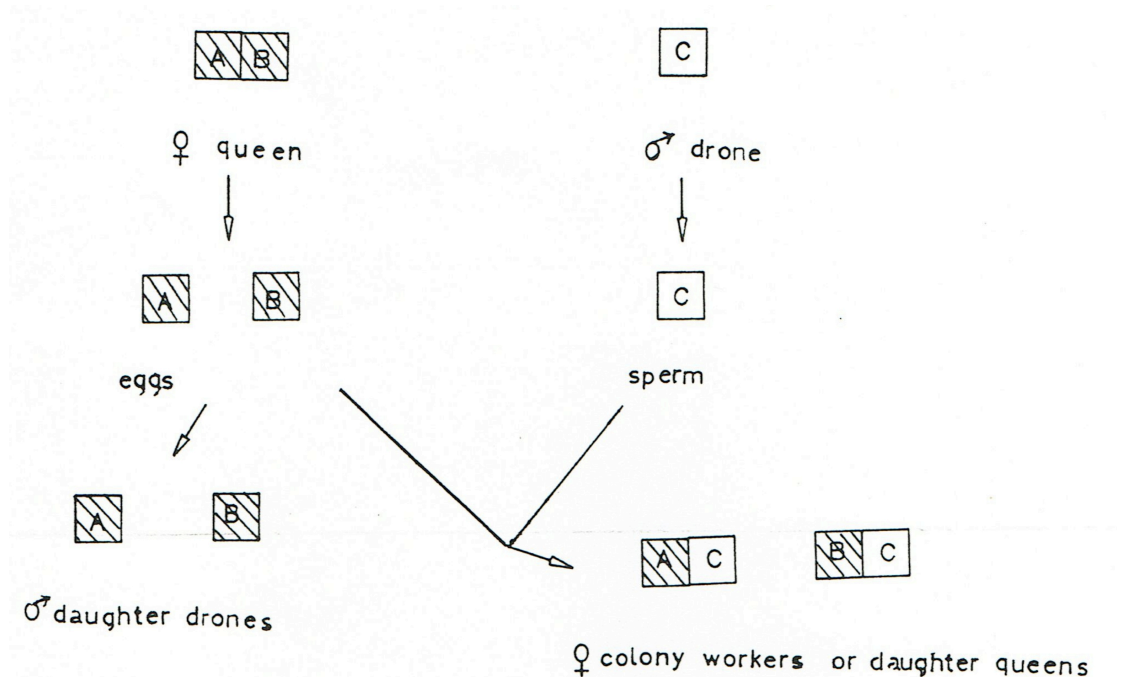 A B C
♀ queen ♂ drone
A B C
eggs sperm
A B A C B C
♂ daughter drones
♀ colony workers or daughter queens